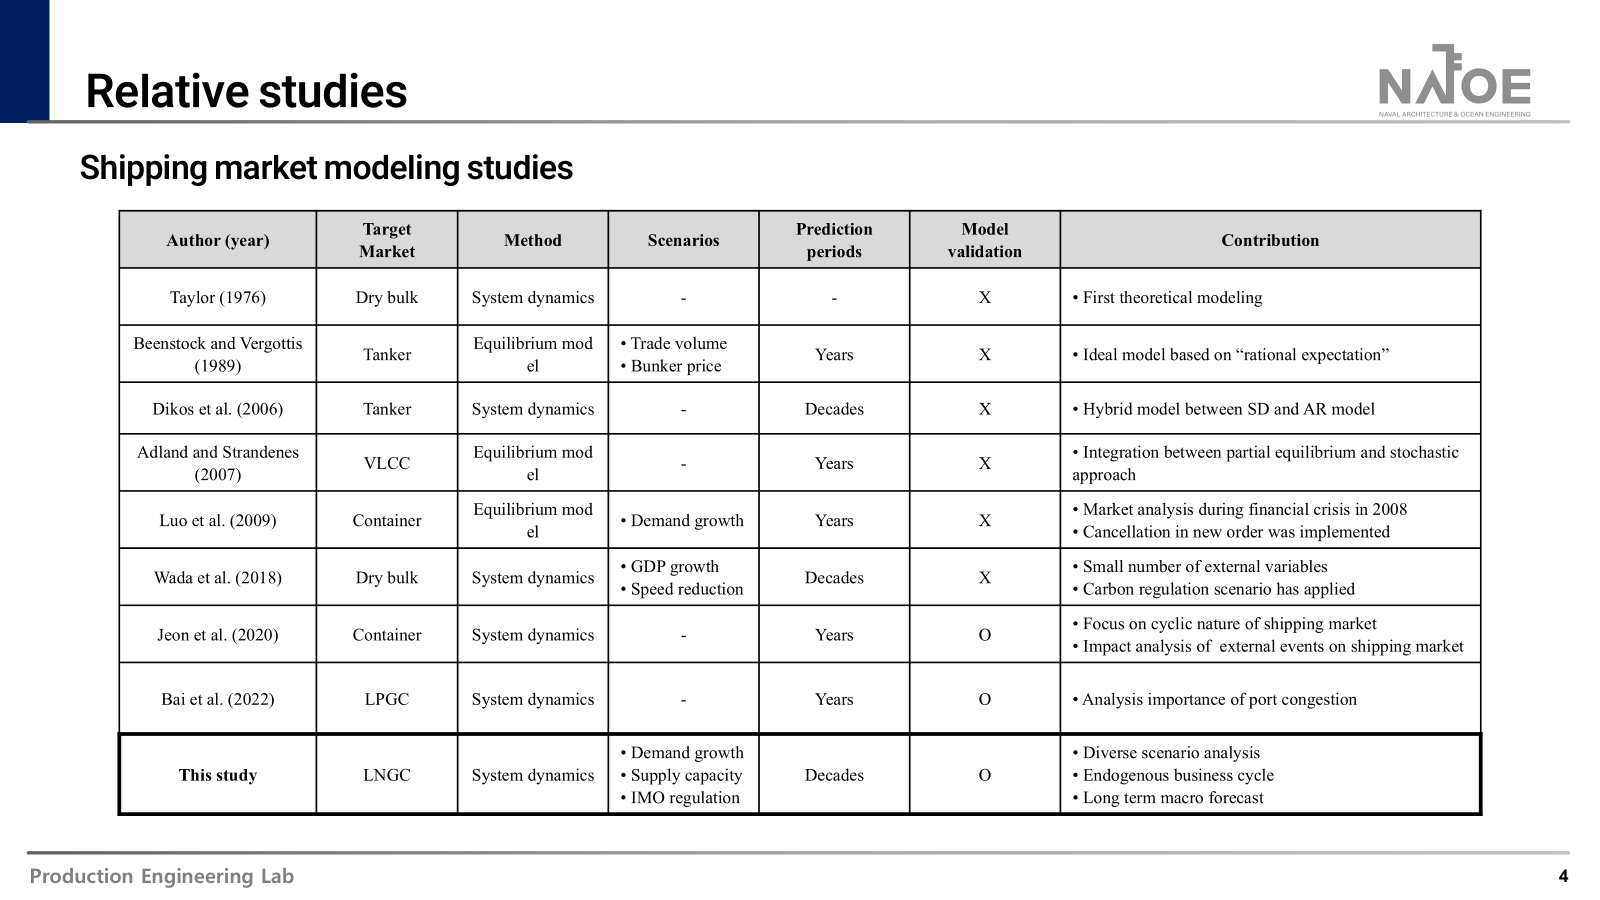 Relative studies
NATOE
NAVAL ARCHITECTURE & OCEAN ENGINEERING
Shipping market modeling studies
Author (year)
Target
Market
Method
Scenarios
Prediction
periods
Model
validation
Contribution
Taylor (1976)
Dry bulk
System dynamics
-
-
X
• First theoretical modeling
Beenstock and Vergottis
(1989)
Tanker
Equilibrium mod
el
• Trade volume
• Bunker price
Years
X
• Ideal model based on “rational expectation”
Dikos et al. (2006)
Tanker
System dynamics
-
Decades
X
• Hybrid model between SD and AR model
Adland and Strandenes
(2007)
VLCC
Equilibrium mod
el
-
Years
X
• Integration between partial equilibrium and stochastic
approach
Luo et al. (2009)
Container
Equilibrium mod
el
• Demand growth
Years
X
• Market analysis during financial crisis in 2008
• Cancellation in new order was implemented
Wada et al. (2018)
Dry bulk
System dynamics
• GDP growth
• Speed reduction
Decades
X
• Small number of external variables
• Carbon regulation scenario has applied
Jeon et al. (2020)
Container
System dynamics
-
Years
O
• Focus on cyclic nature of shipping market
• Impact analysis of  external events on shipping market
Bai et al. (2022)
LPGC
System dynamics
-
Years
O
• Analysis importance of port congestion
This study
LNGC
System dynamics
• Demand growth
• Supply capacity
• IMO regulation
Decades
O
• Diverse scenario analysis
• Endogenous business cycle
• Long term macro forecast
Production Engineering Lab
4